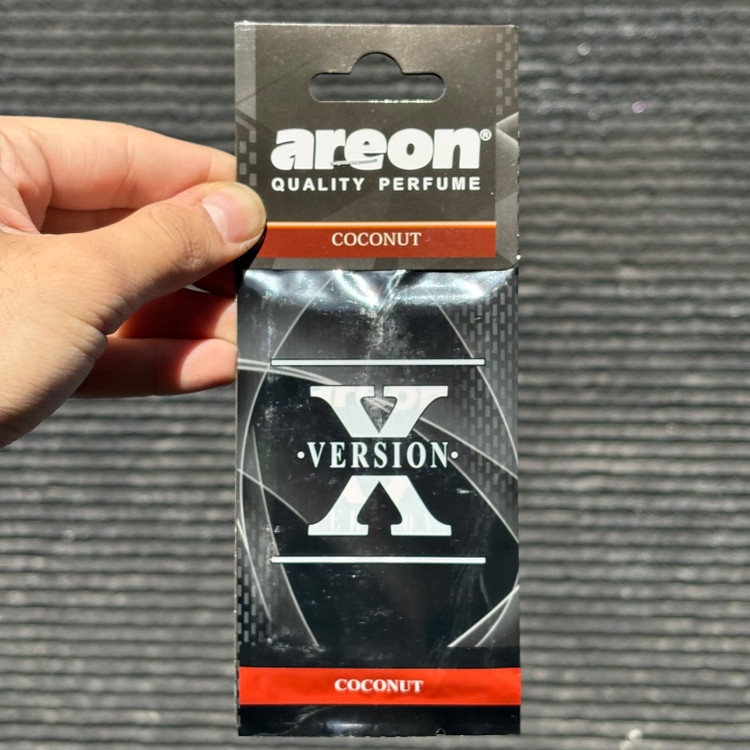 areon®
QUALITY PERFUME
COCONUT
X
·VERSION·
COCONUT